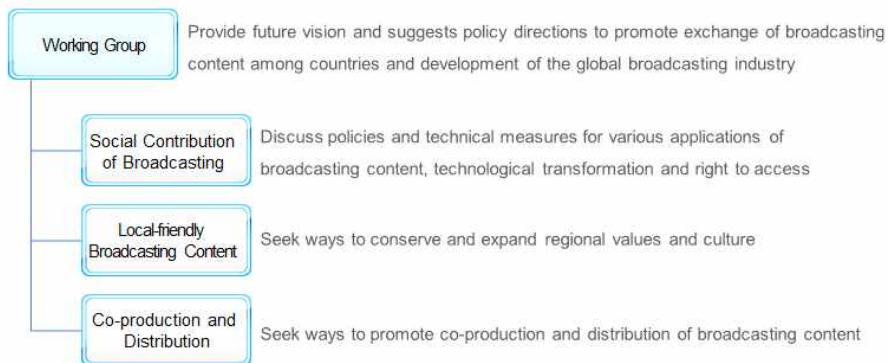 Working Group
Provide future vision and suggests policy directions to promote exchange of broadcasting
content among countries and development of the global broadcasting industry
Social Contribution
of Broadcasting
Discuss policies and technical measures for various applications of
broadcasting content, technological transformation and right to access
Local-friendly
Broadcasting Content
Seek ways to conserve and expand regional values and culture
Co-production and
Distribution
Seek ways to promote co-production and distribution of broadcasting content